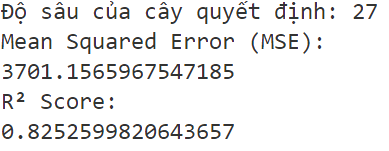 Độ sâu của cây quyết định: 27
Mean Squared Error (MSE):
3701.1565967547185
R² Score:
0.8252599820643657